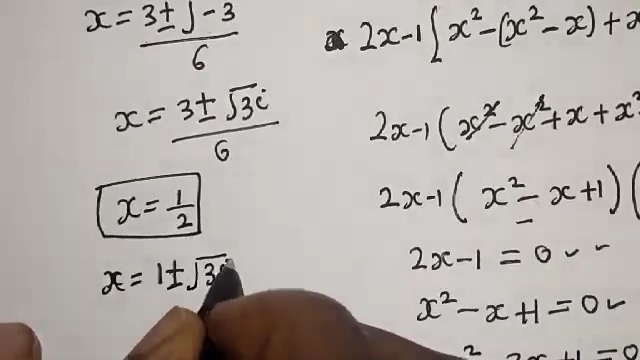 x = 3 ± √-3 / 6
x = 3 ± √3i / 6
x = 1/2
x = 1 ± √3
2x-1 [ x² - (x² - x) +
2x-1 ( x² - x² + x + x²
2x-1 ( x² - x + 1 ) (
2x-1 = 0 ✓ ✓
x² - x + 1 = 0 ✓